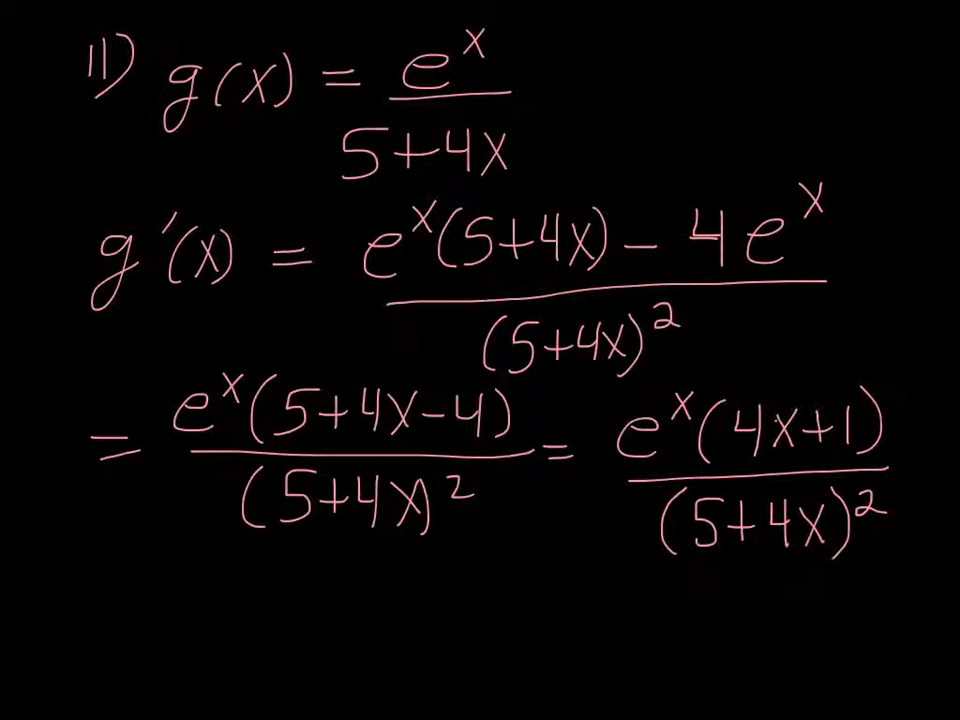 11) g(x) = e^x / (5+4x)
g'(x) = (e^x(5+4x) - 4e^x) / (5+4x)^2
= e^x(5+4x-4) / (5+4x)^2 = e^x(4x+1) / (5+4x)^2